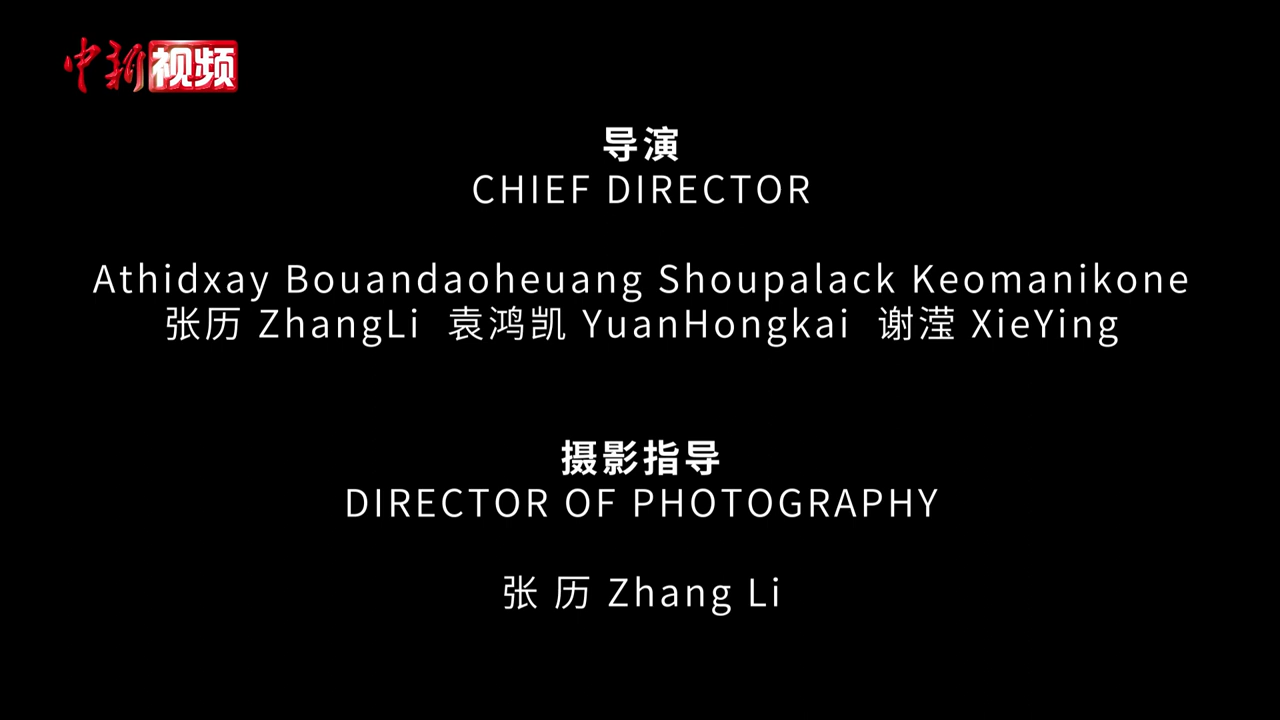 中新视频
导演
CHIEF DIRECTOR
Athidxay Bouandaoheuang Shoupalack Keomanikone
张历 ZhangLi 袁鸿凯 YuanHongkai 谢滢 XieYing
摄影指导
DIRECTOR OF PHOTOGRAPHY
张 历 Zhang Li